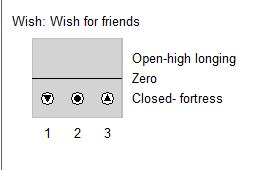 Wish: Wish for friends
Open-high longing
Zero
Closed- fortress
1 2 3